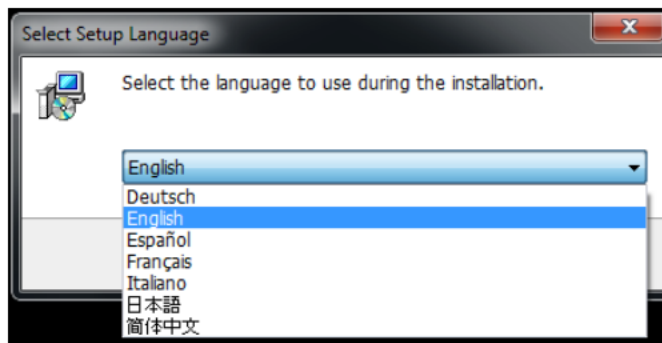 Select Setup Language
Select the language to use during the installation.
English
Deutsch
English
Español
Français
Italiano
日本語
简体中文